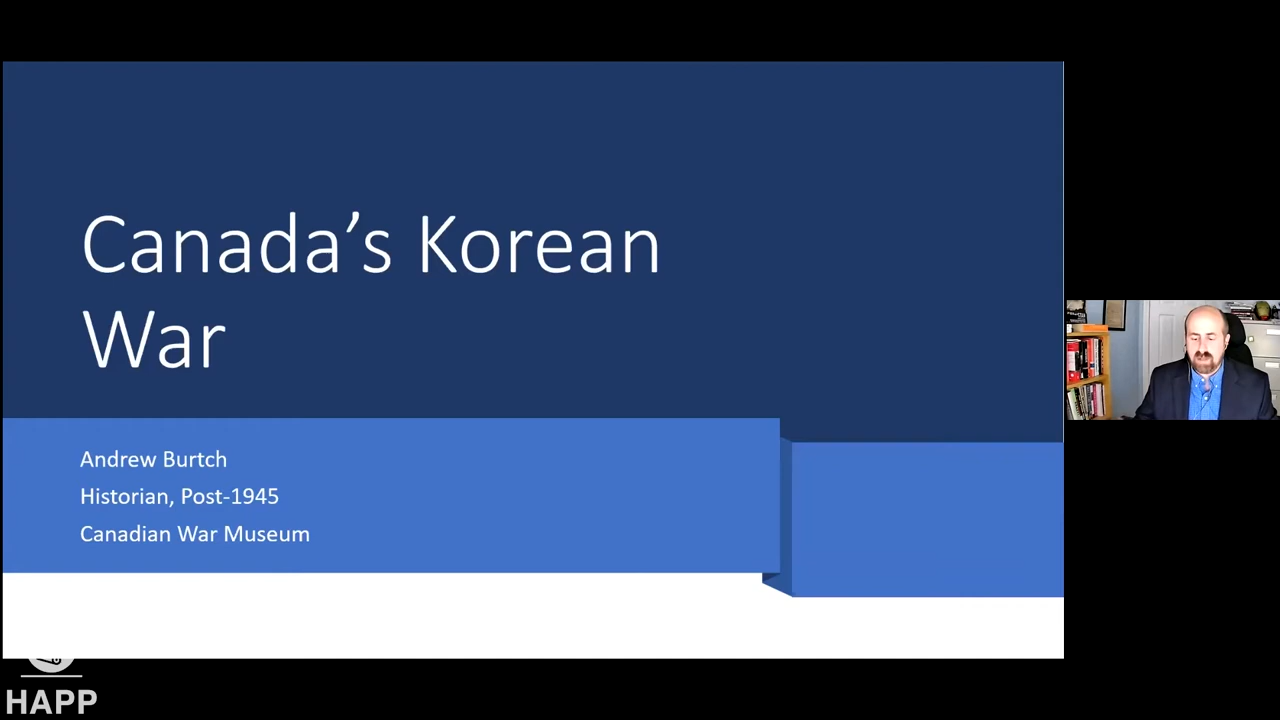 Canada’s Korean
War
Andrew Burtch
Historian, Post-1945
Canadian War Museum
HAPP